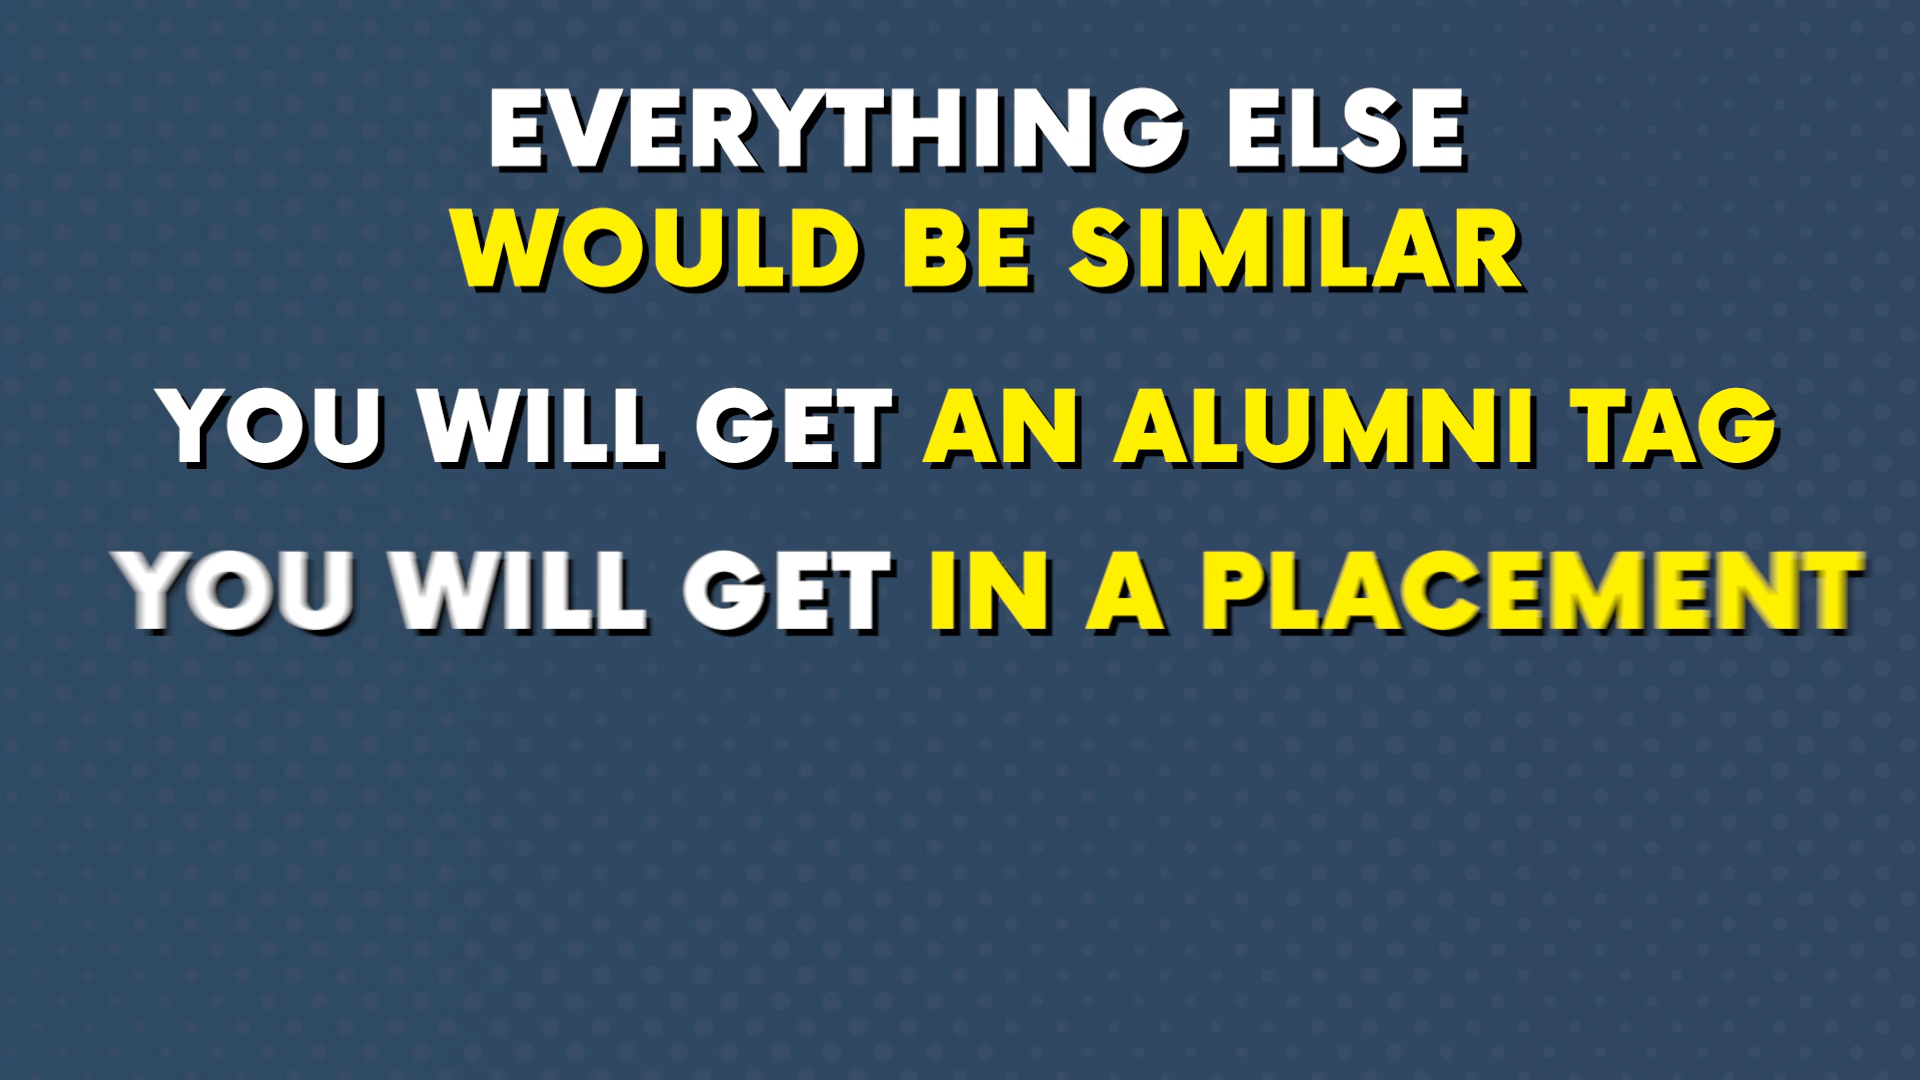 EVERYTHING ELSE
WOULD BE SIMILAR
YOU WILL GET AN ALUMNI TAG
YOU WILL GET IN A PLACEMENT